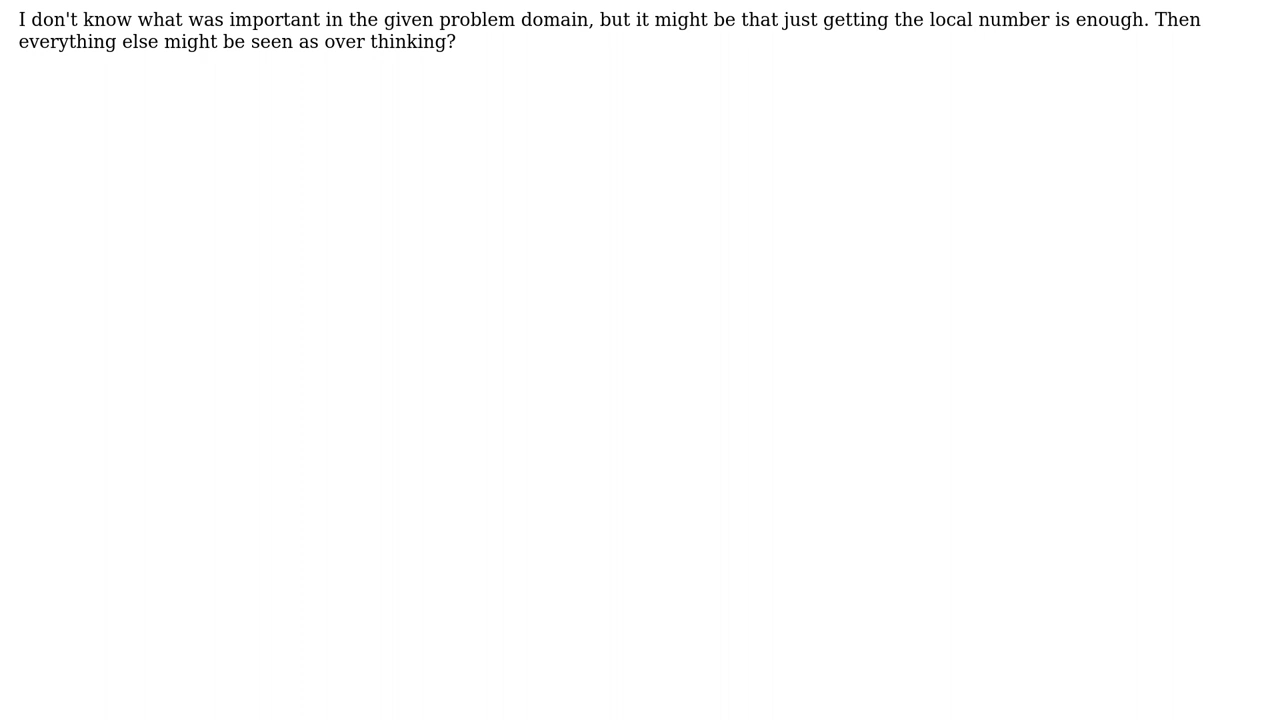 I don't know what was important in the given problem domain, but it might be that just getting the local number is enough. Then
everything else might be seen as over thinking?